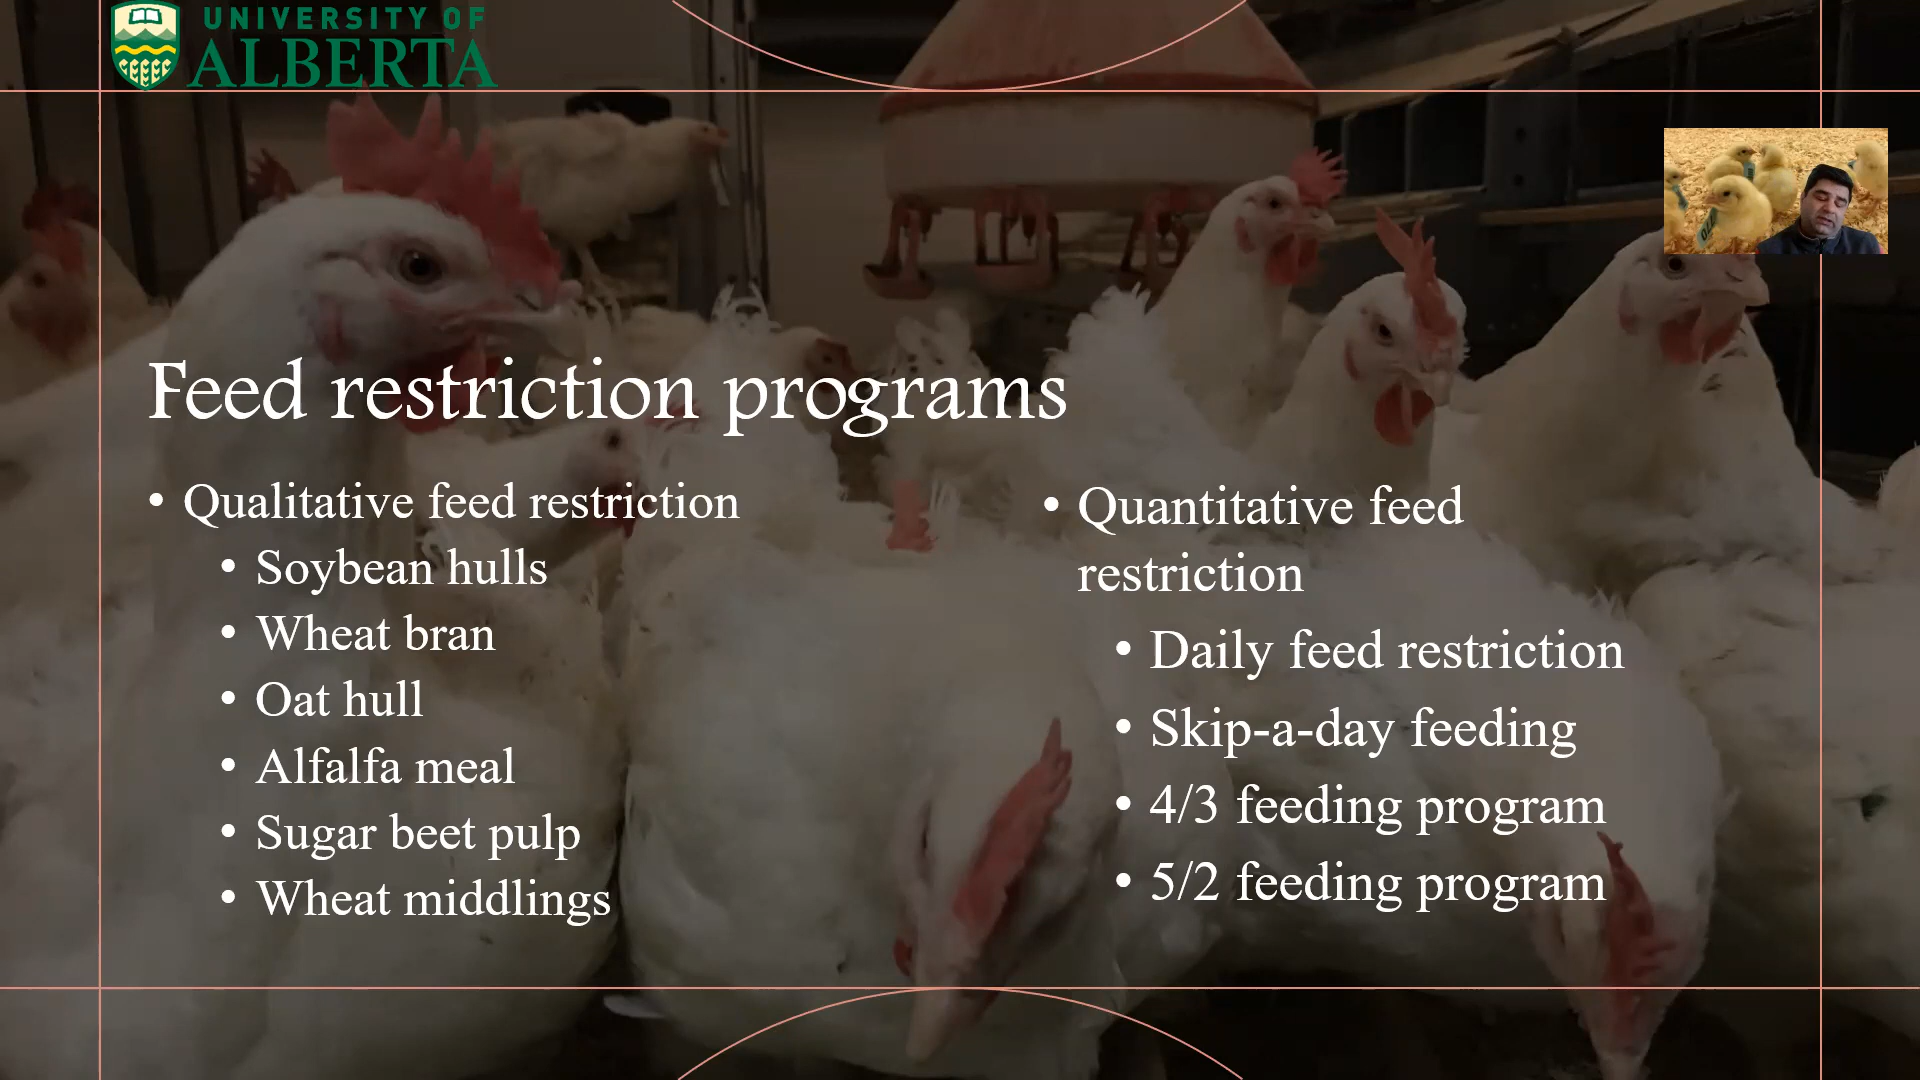 UNIVERSITY OF
ALBERTA
Feed restriction programs
• Qualitative feed restriction
• Soybean hulls
• Wheat bran
• Oat hull
• Alfalfa meal
• Sugar beet pulp
• Wheat middlings
• Quantitative feed
restriction
• Daily feed restriction
• Skip-a-day feeding
• 4/3 feeding program
• 5/2 feeding program